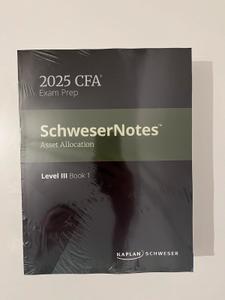 2025 CFA®
Exam Prep
SchweserNotes™
Asset Allocation
Level III Book 1
KAPLAN SCHWESER